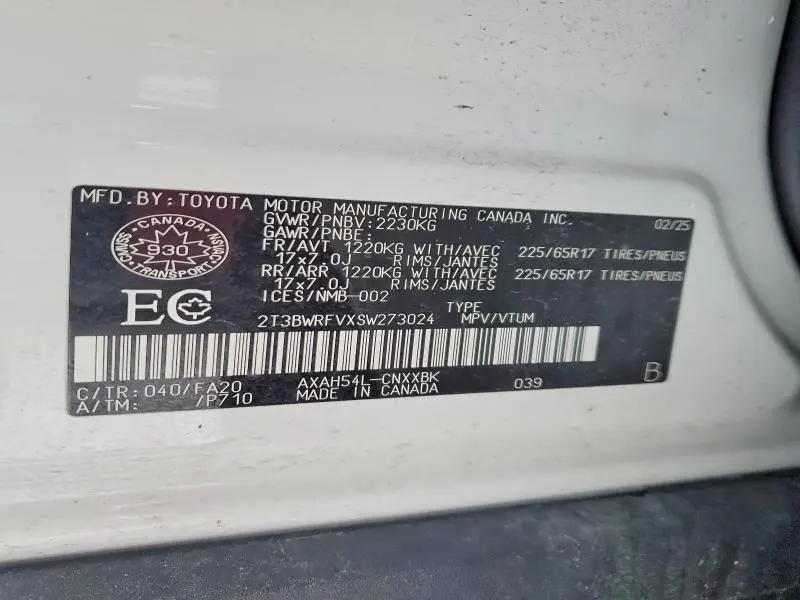 MFD. BY: TOYOTA MOTOR MANUFACTURING CANADA INC. 02/25
GVWR/PNBV: 2230KG
GAWR/PNBE:
FR/AVT 1220KG WITH/AVEC 225/65R17 TIRES/PNEUS
17x7.0J RIMS/JANTES
RR/ARR 1220KG WITH/AVEC 225/65R17 TIRES/PNEUS
17x7.0J RIMS/JANTES
ICES/NMB-002
CANADA
930
TRANSPORT
EC
TYPE
2T3BWRFVXSW273024 MPV/VTUM
C/TR: 040/FA20 AXAH54L-CNXXBK 039 B
A/TM: /P710 MADE IN CANADA